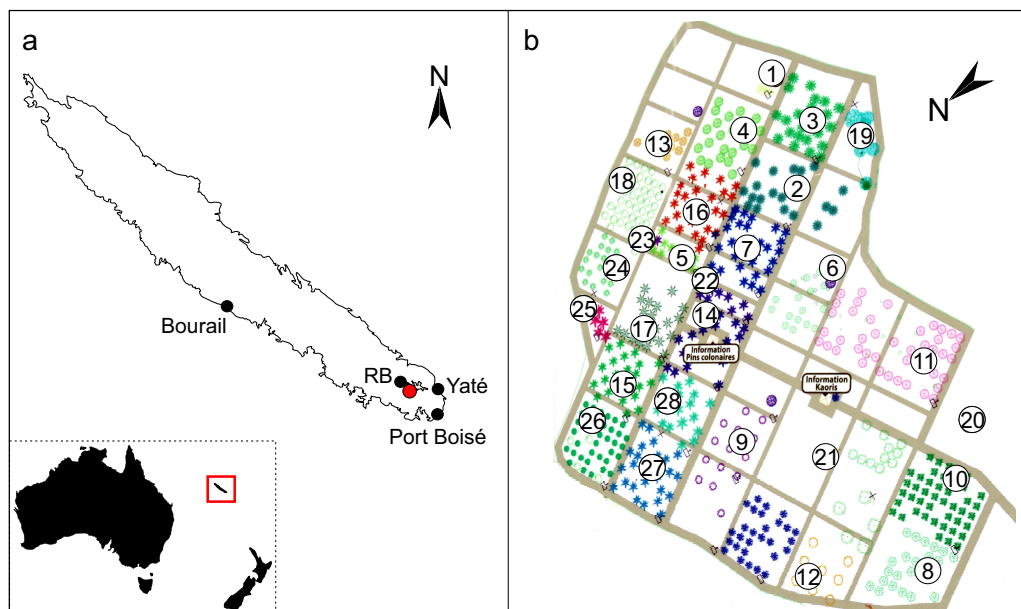 a
N
Bourail
RB
Yaté
Port Boisé
b
N
1
3
4
19
13
2
18
16
23
7
5
6
24
22
25
14
17
Information
Pins colonaires
11
Information
Kaoris
15
28
20
26
9
21
10
27
12
8